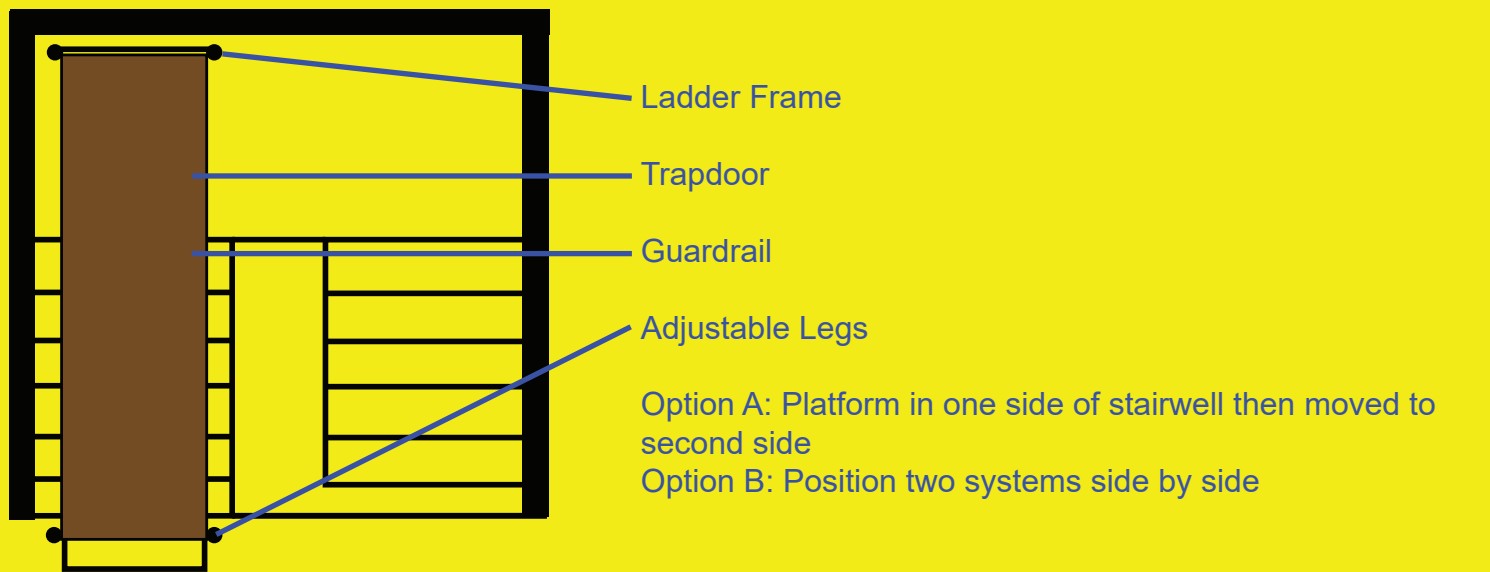 Ladder Frame
Trapdoor
Guardrail
Adjustable Legs
Option A: Platform in one side of stairwell then moved to
second side
Option B: Position two systems side by side